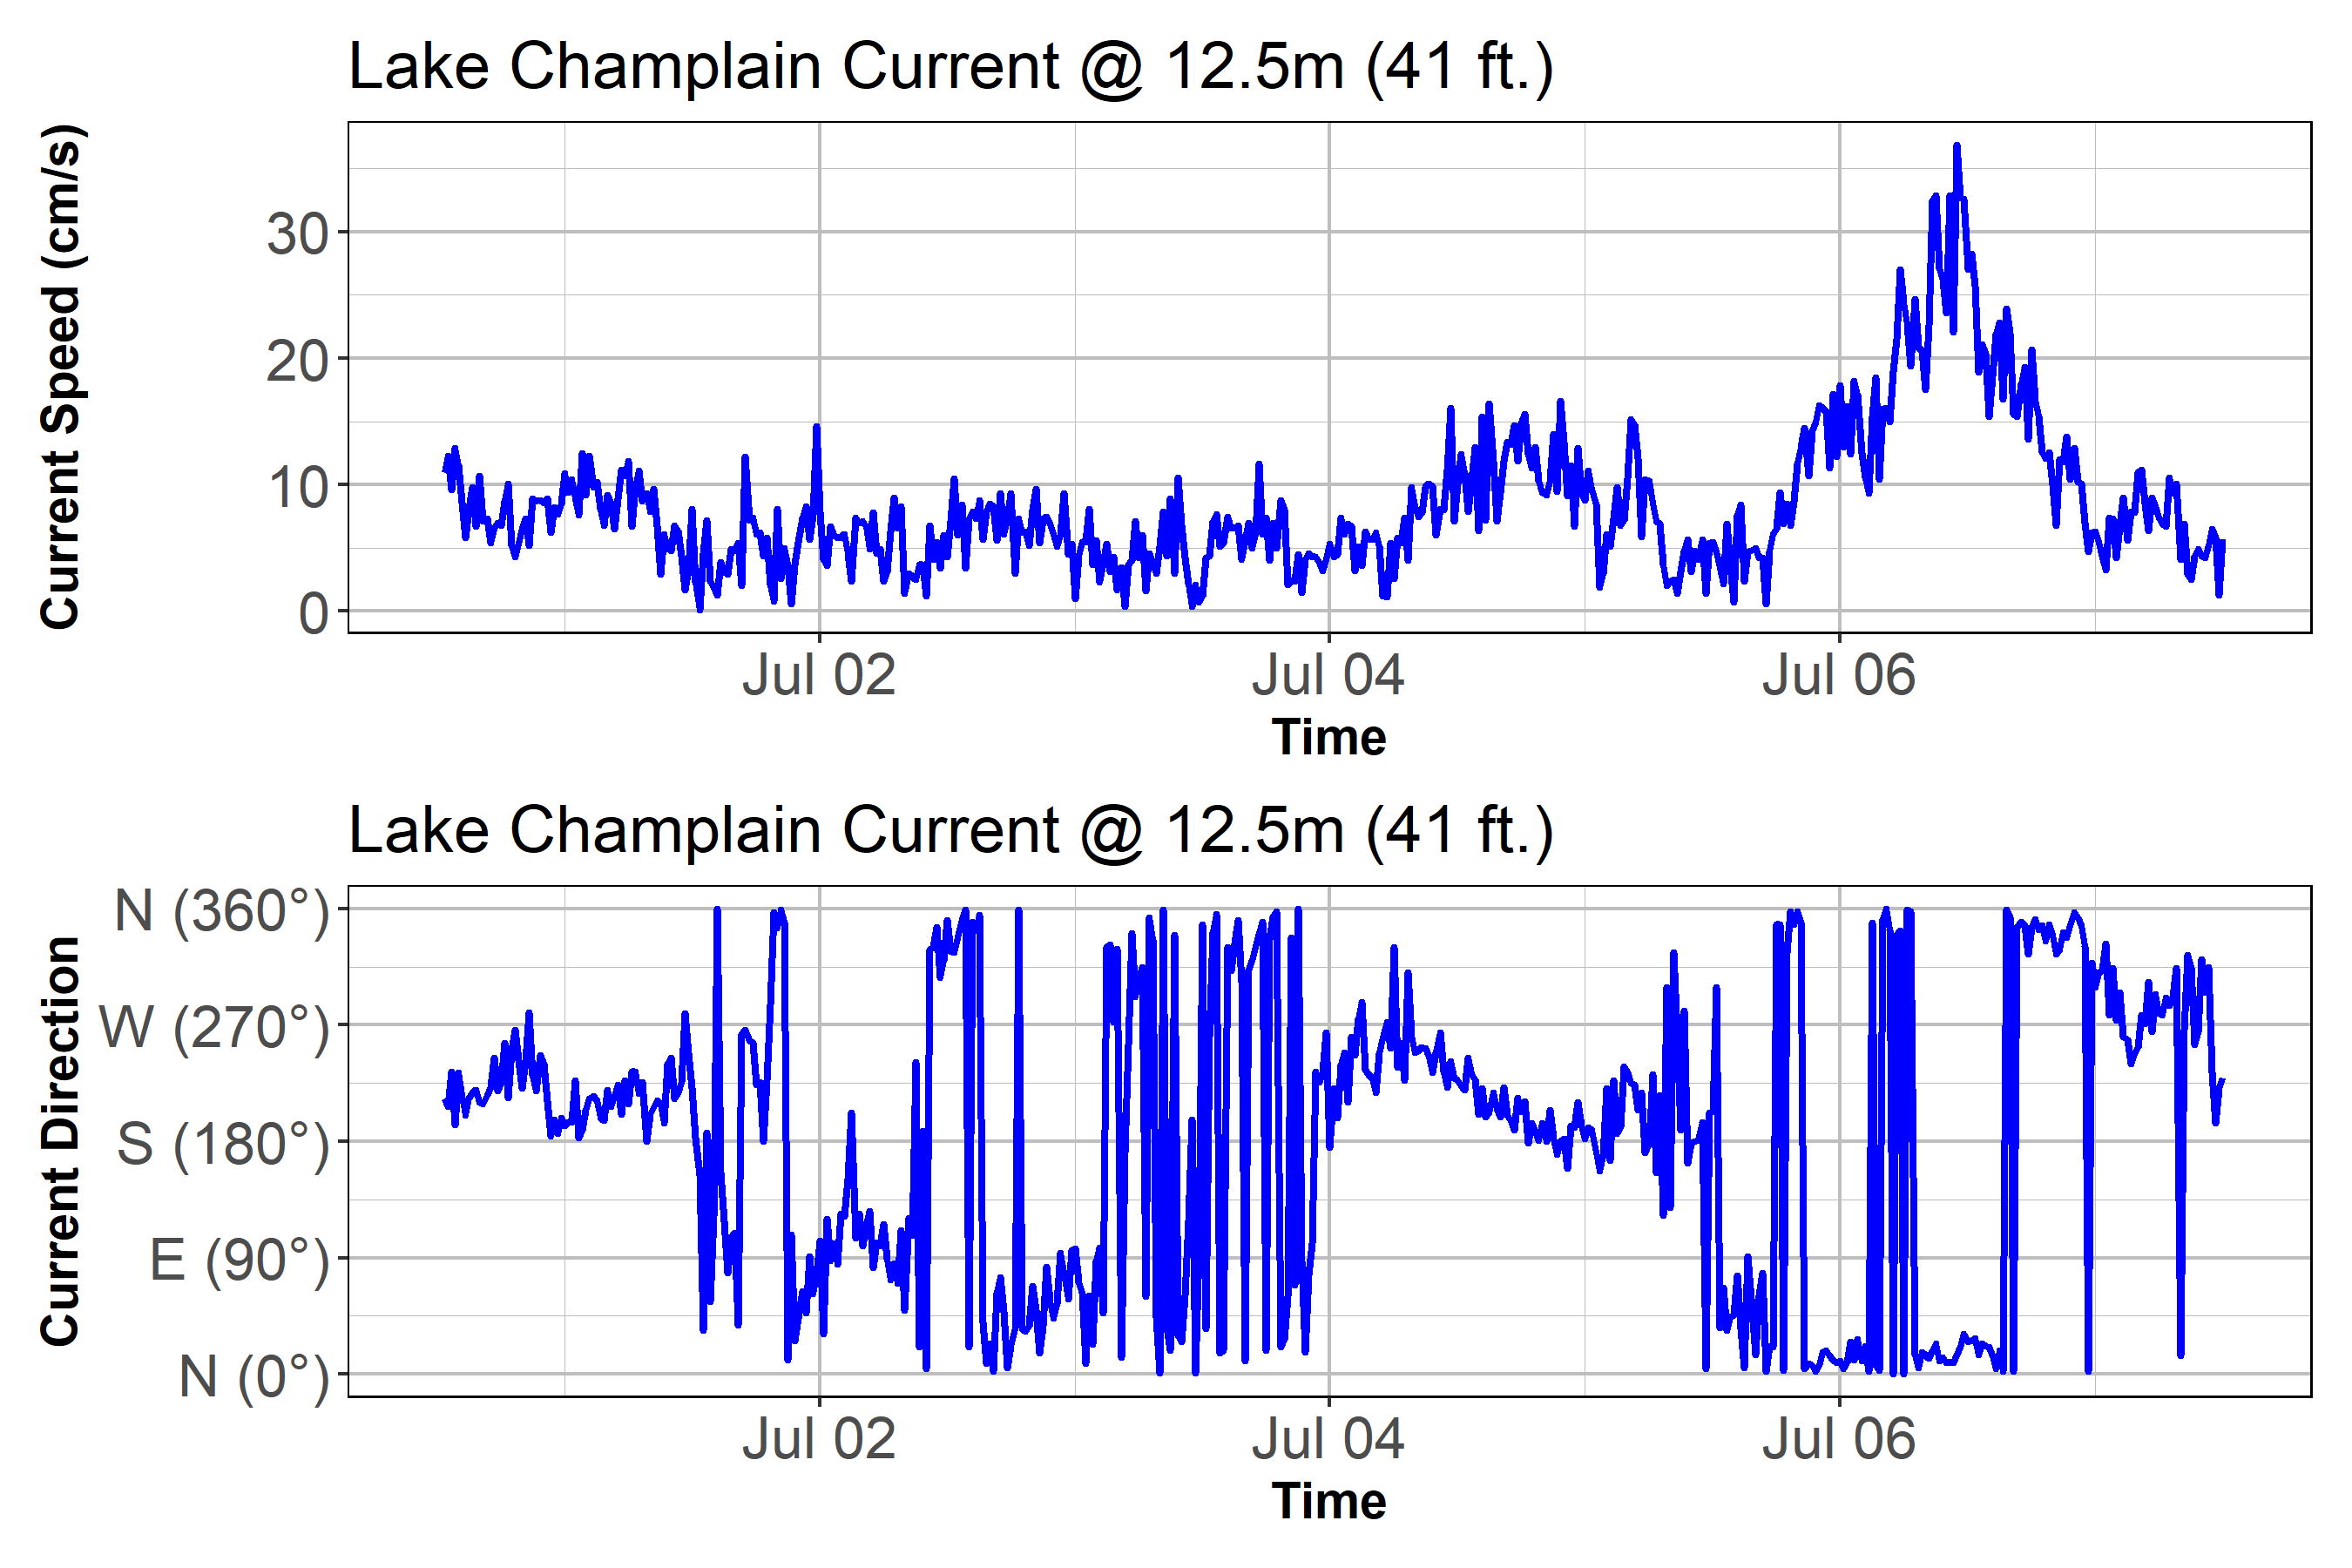 Lake Champlain Current @ 12.5m (41 ft.)
Current Speed (cm/s)
30
20
10
0
Jul 02
Jul 04
Jul 06
Time
Lake Champlain Current @ 12.5m (41 ft.)
Current Direction
N (360°)
W (270°)
S (180°)
E (90°)
N (0°)
Jul 02
Jul 04
Jul 06
Time